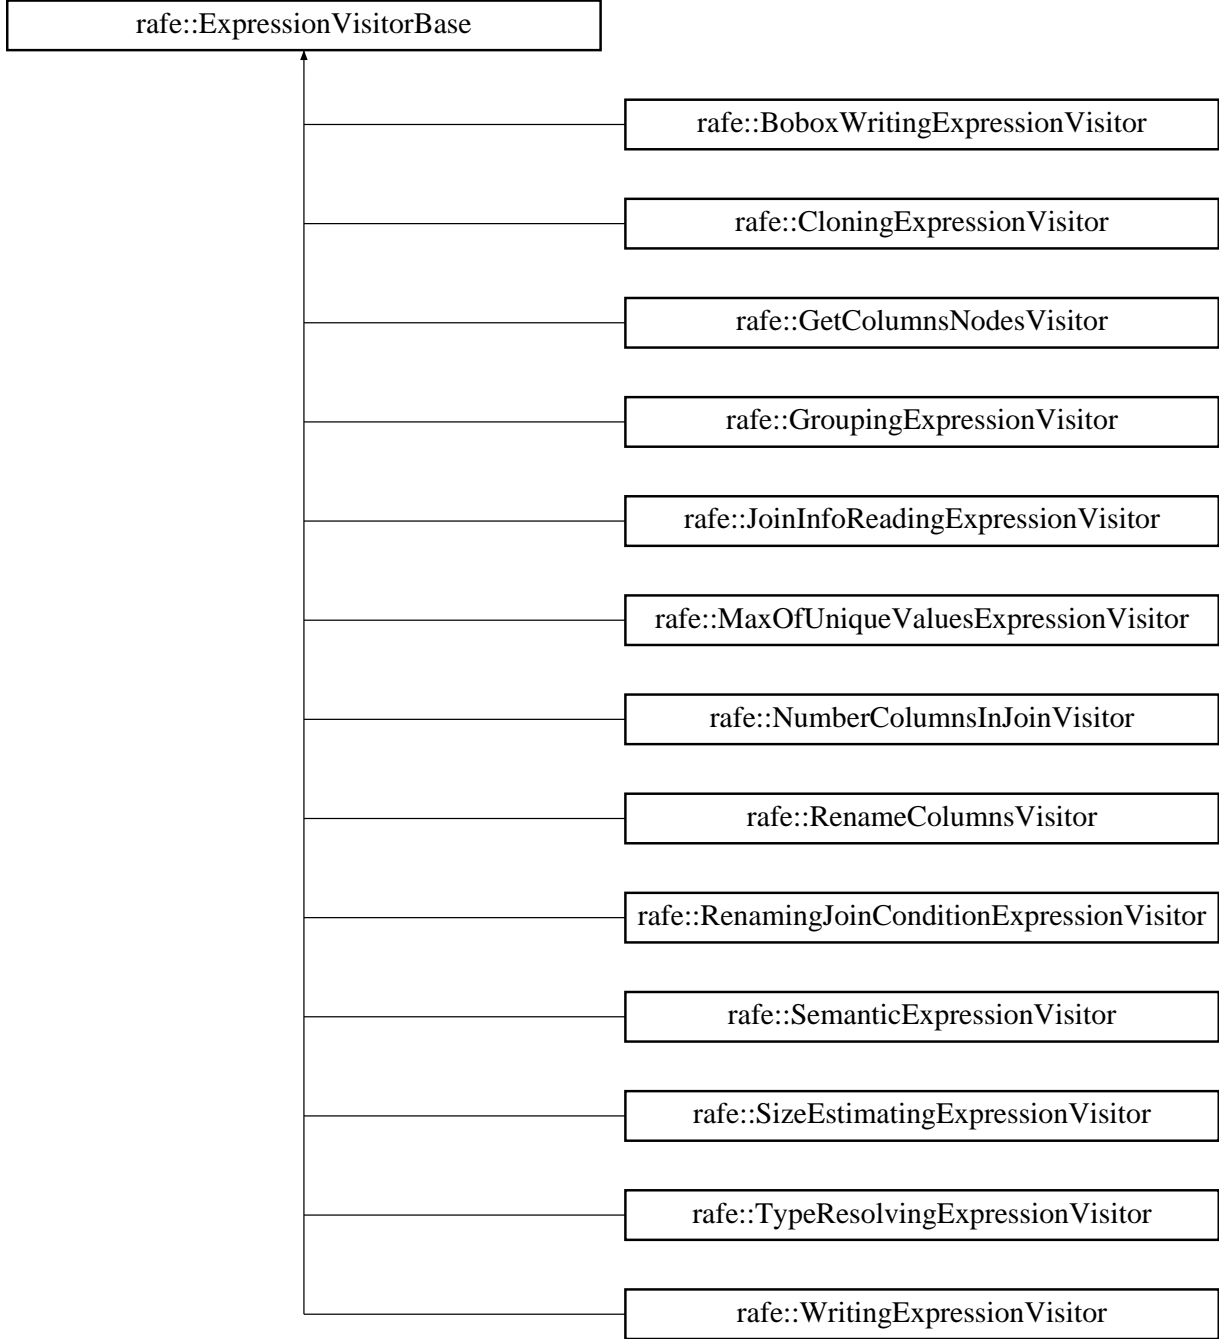 rafe::ExpressionVisitorBase
rafe::BoboxWritingExpressionVisitor
rafe::CloningExpressionVisitor
rafe::GetColumnsNodesVisitor
rafe::GroupingExpressionVisitor
rafe::JoinInfoReadingExpressionVisitor
rafe::MaxOfUniqueValuesExpressionVisitor
rafe::NumberColumnsInJoinVisitor
rafe::RenameColumnsVisitor
rafe::RenamingJoinConditionExpressionVisitor
rafe::SemanticExpressionVisitor
rafe::SizeEstimatingExpressionVisitor
rafe::TypeResolvingExpressionVisitor
rafe::WritingExpressionVisitor